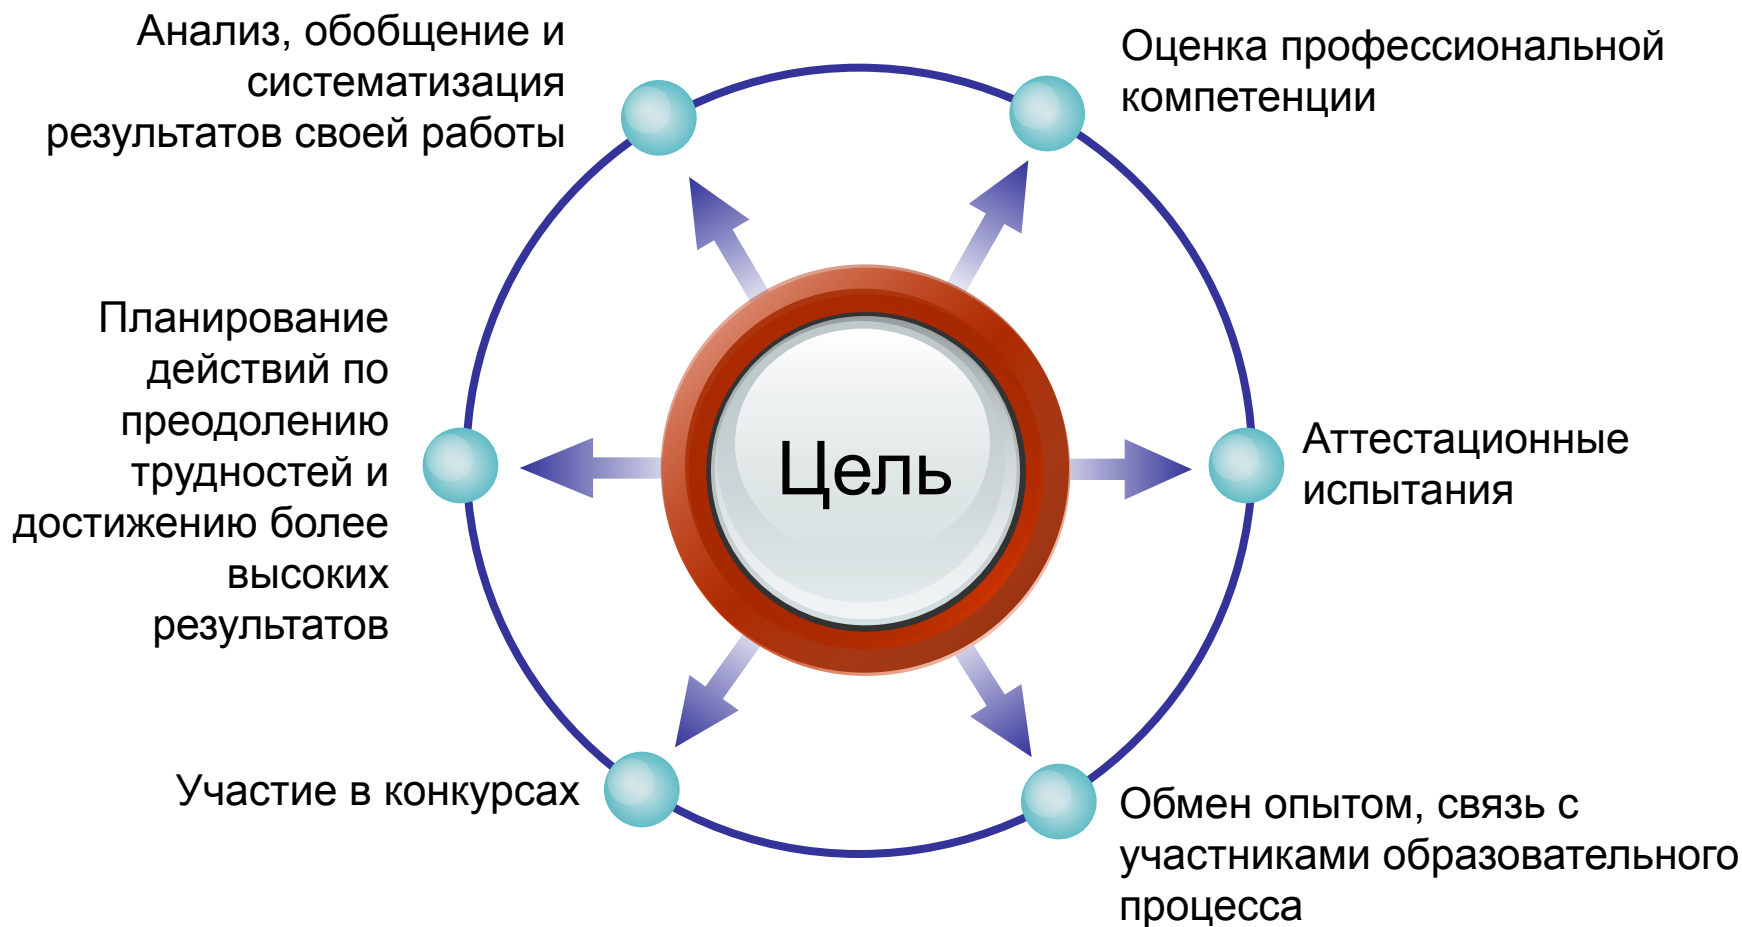 Анализ, обобщение и
систематизация
результатов своей работы
Оценка профессиональной
компетенции
Планирование
действий по
преодолению
трудностей и
достижению более
высоких
результатов
Цель
Аттестационные
испытания
Участие в конкурсах
Обмен опытом, связь с
участниками образовательного
процесса